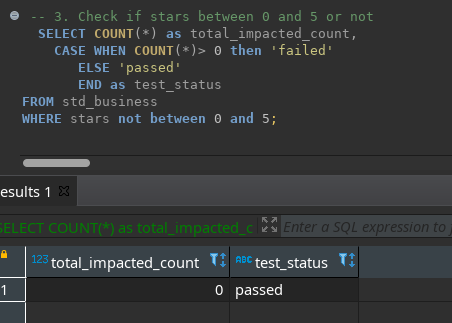 -- 3. Check if stars between 0 and 5 or not
SELECT COUNT(*) as total_impacted_count,
CASE WHEN COUNT(*)> 0 then 'failed'
ELSE 'passed'
END as test_status
FROM std_business
WHERE stars not between 0 and 5;
esults 1
SELECT COUNT(*) as total_impacted_c
Enter a SQL expression to f
123 total_impacted_count
ABC test_status
1
0
passed